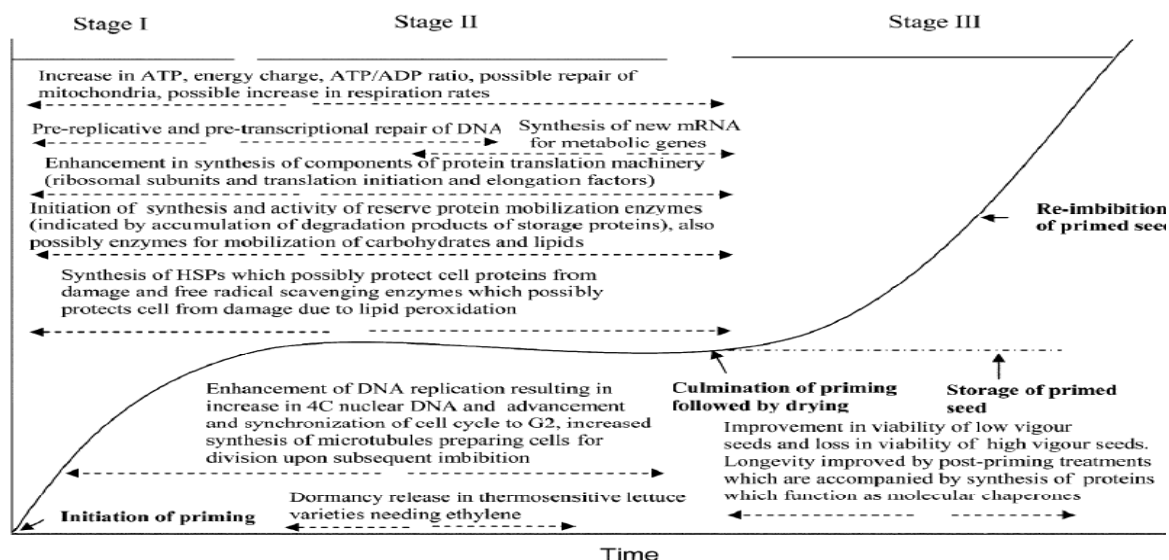 Stage I
Stage II
Stage III
Increase in ATP, energy charge, ATP/ADP ratio, possible repair of
mitochondria, possible increase in respiration rates
Pre-replicative and pre-transcriptional repair of DNA
Synthesis of new mRNA
for metabolic genes
Enhancement in synthesis of components of protein translation machinery
(ribosomal subunits and translation initiation and elongation factors)
Initiation of synthesis and activity of reserve protein mobilization enzymes
(indicated by accumulation of degradation products of storage proteins), also
possibly enzymes for mobilization of carbohydrates and lipids
Re-imbibition
of primed seed
Synthesis of HSPs which possibly protect cell proteins from
damage and free radical scavenging enzymes which possibly
protects cell from damage due to lipid peroxidation
Enhancement of DNA replication resulting in
increase in 4C nuclear DNA and advancement
and synchronization of cell cycle to G2, increased
synthesis of microtubules preparing cells for
division upon subsequent imbibition
Culmination of priming
followed by drying
Storage of primed
seed
Improvement in viability of low vigour
seeds and loss in viability of high vigour seeds.
Longevity improved by post-priming treatments
which are accompanied by synthesis of proteins
which function as molecular chaperones
Dormancy release in thermosensitive lettuce
varieties needing ethylene
Initiation of priming
Time